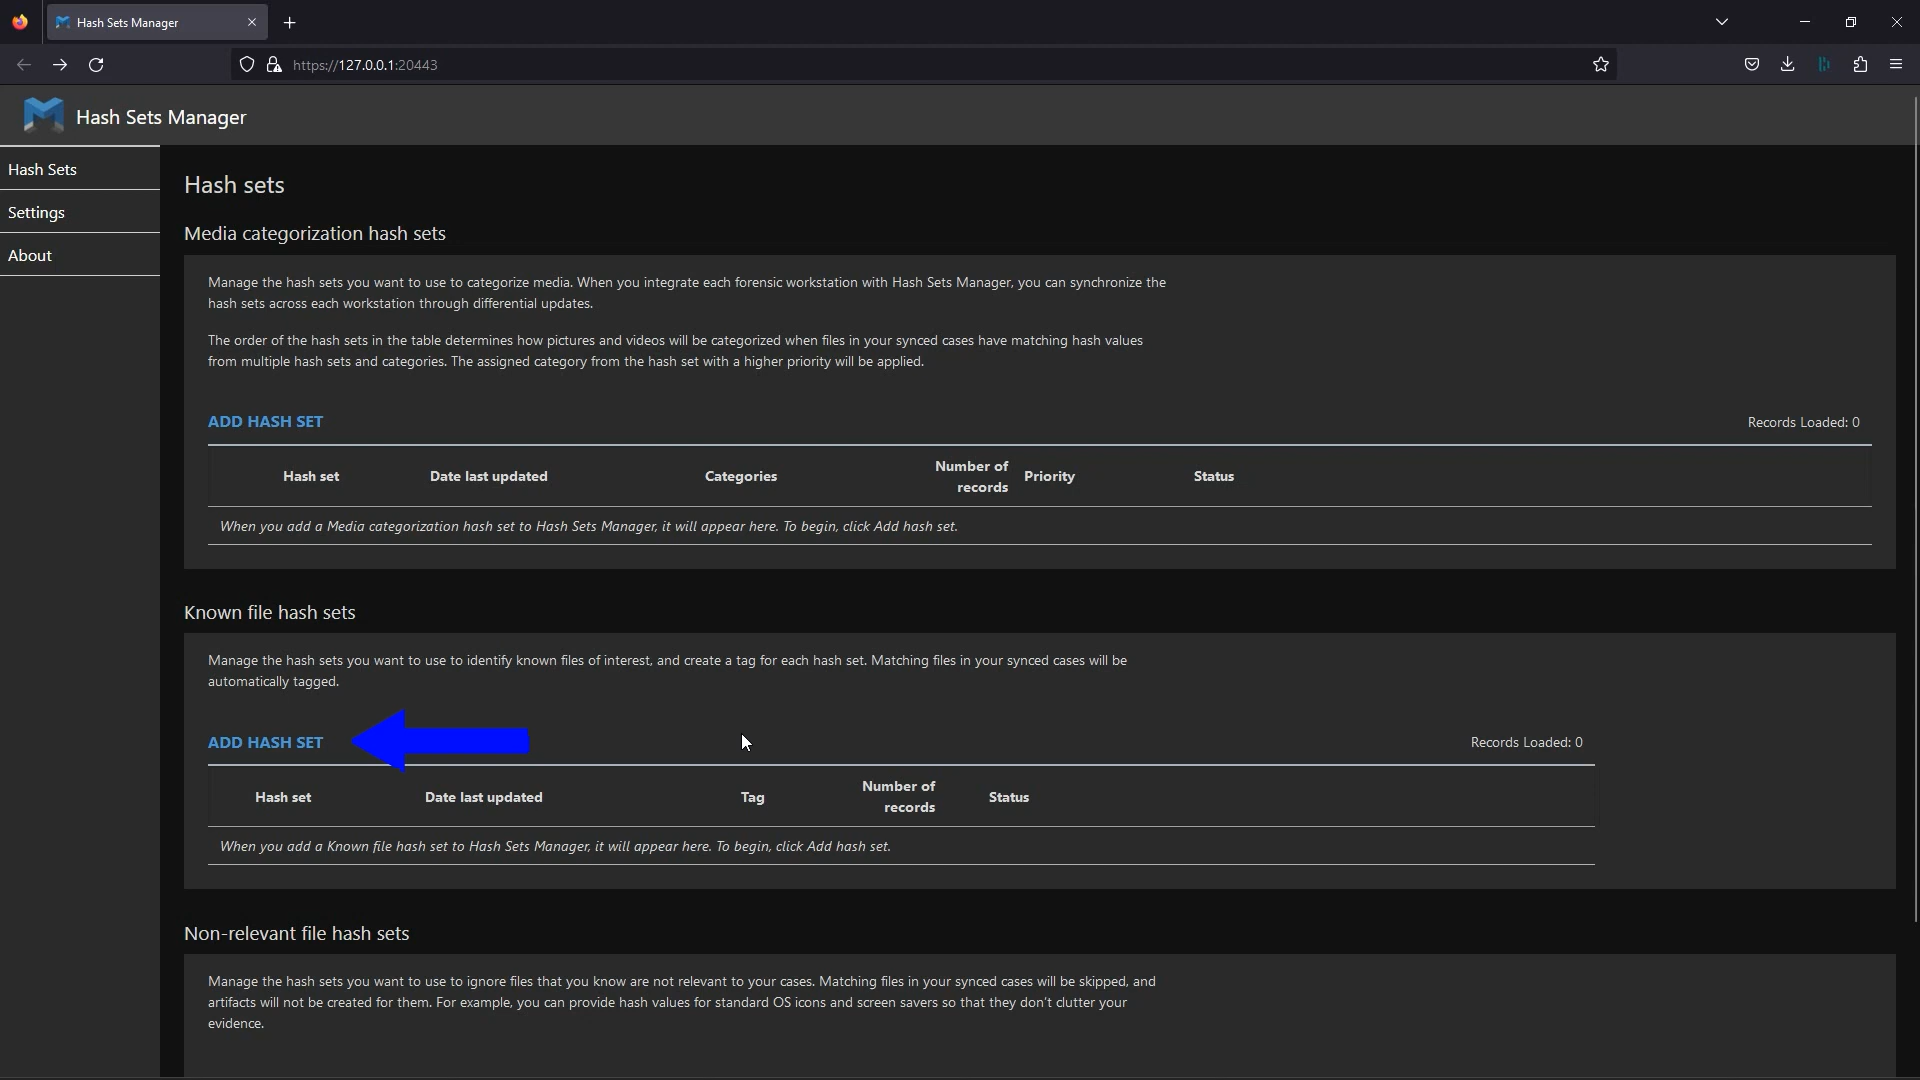 Hash Sets Manager
https://127.0.0.1:20443
Hash Sets Manager
Hash Sets
Settings
About
Hash sets
Media categorization hash sets
Manage the hash sets you want to use to categorize media. When you integrate each forensic workstation with Hash Sets Manager, you can synchronize the
hash sets across each workstation through differential updates.
The order of the hash sets in the table determines how pictures and videos will be categorized when files in your synced cases have matching hash values
from multiple hash sets and categories. The assigned category from the hash set with a higher priority will be applied.
ADD HASH SET
Records Loaded: 0
Hash set Date last updated Categories Number of records Priority Status
When you add a Media categorization hash set to Hash Sets Manager, it will appear here. To begin, click Add hash set.
Known file hash sets
Manage the hash sets you want to use to identify known files of interest, and create a tag for each hash set. Matching files in your synced cases will be
automatically tagged.
ADD HASH SET
Records Loaded: 0
Hash set Date last updated Tag Number of records Status
When you add a Known file hash set to Hash Sets Manager, it will appear here. To begin, click Add hash set.
Non-relevant file hash sets
Manage the hash sets you want to use to ignore files that you know are not relevant to your cases. Matching files in your synced cases will be skipped, and
artifacts will not be created for them. For example, you can provide hash values for standard OS icons and screen savers so that they don't clutter your
evidence.